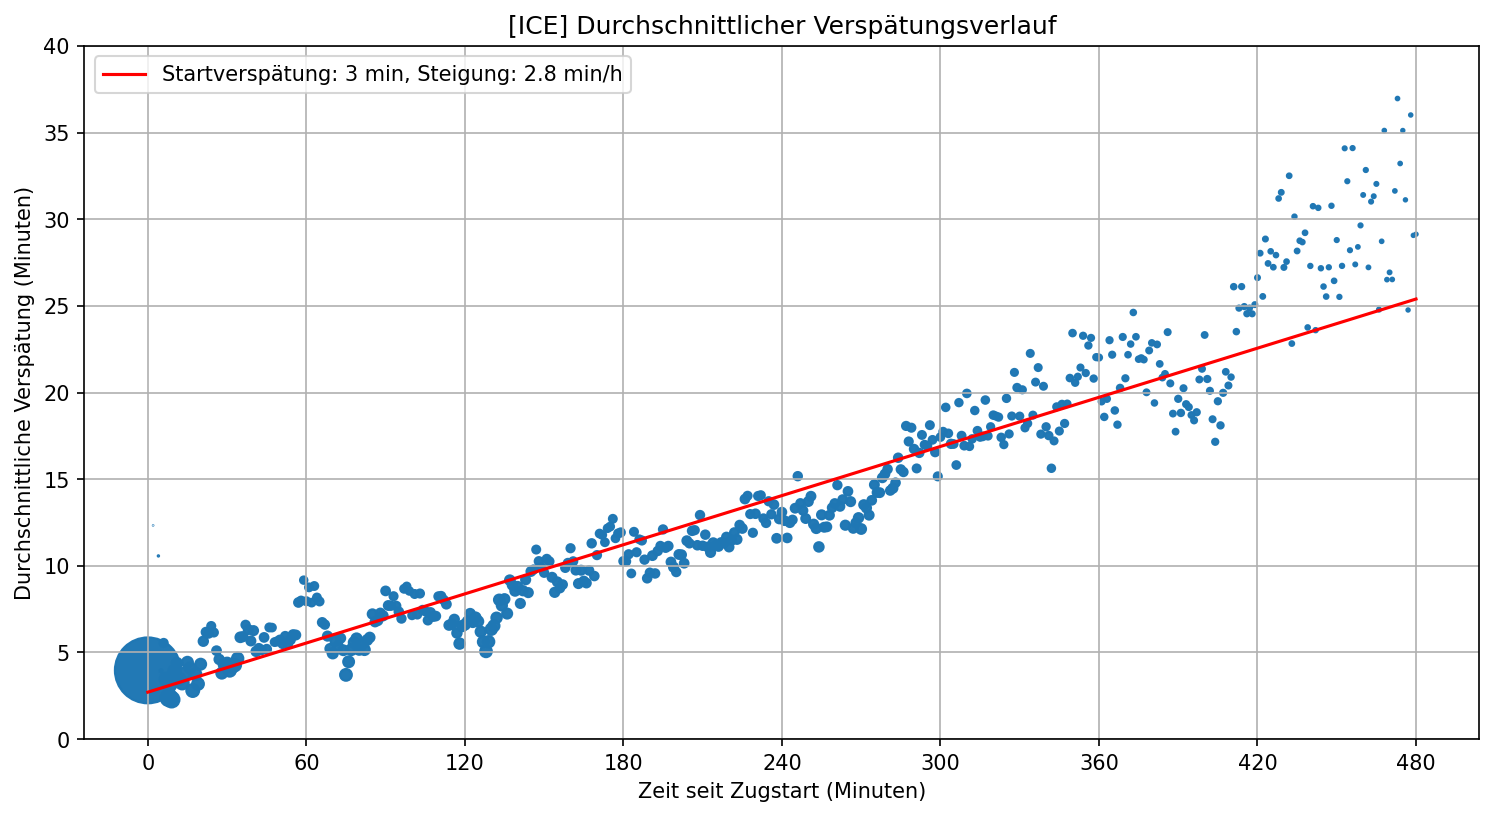 [ICE] Durchschnittlicher Verspätungsverlauf
Startverspätung: 3 min, Steigung: 2.8 min/h
Durchschnittliche Verspätung (Minuten)
40
35
30
25
20
15
10
5
0
0 60 120 180 240 300 360 420 480
Zeit seit Zugstart (Minuten)